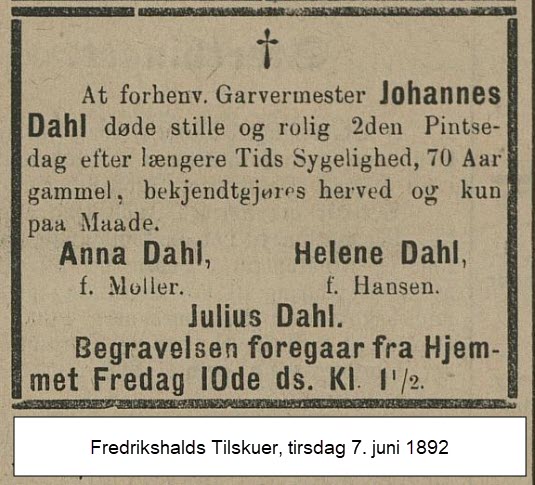 At forhenv. Garvermester Johannes
Dahl døde stille og rolig 2den Pintse-
dag efter længere Tids Sygelighed, 70 Aar
gammel, bekjendtgjøres herved og kun
paa Maade.
Anna Dahl, Helene Dahl,
f. Møller. f. Hansen.
Julius Dahl.
Begravelsen foregaar fra Hjem-
met Fredag 10de ds. Kl. 1 1/2.
Fredrikshalds Tilskuer, tirsdag 7. juni 1892